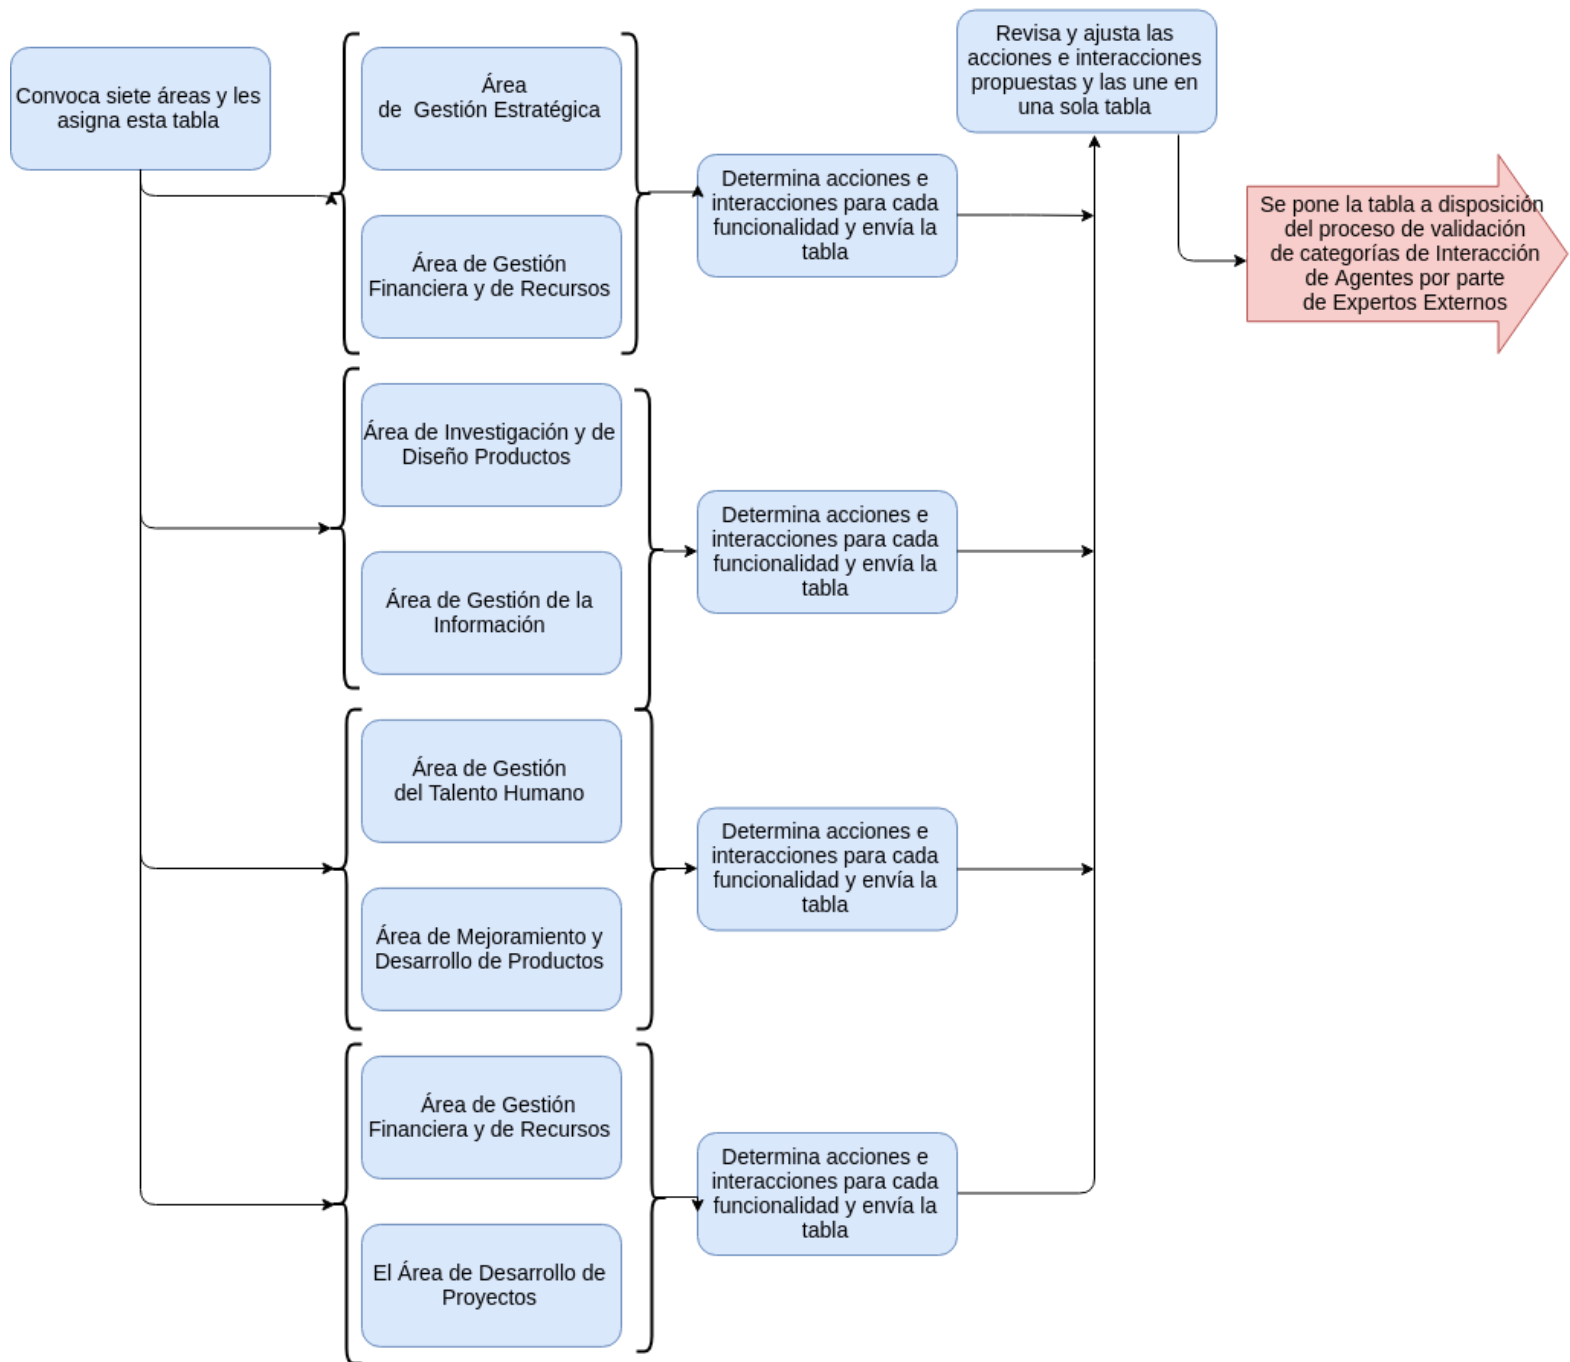 Convoca siete áreas y les
asigna esta tabla
Área
de Gestión Estratégica
Área de Gestión
Financiera y de Recursos
Determina acciones e
interacciones para cada
funcionalidad y envía la
tabla
Revisa y ajusta las
acciones e interacciones
propuestas y las une en
una sola tabla
Se pone la tabla a disposición
del proceso de validación
de categorías de Interacción
de Agentes por parte
de Expertos Externos
Área de Investigación y de
Diseño Productos
Área de Gestión de la
Información
Determina acciones e
interacciones para cada
funcionalidad y envía la
tabla
Área de Gestión
del Talento Humano
Área de Mejoramiento y
Desarrollo de Productos
Determina acciones e
interacciones para cada
funcionalidad y envía la
tabla
Área de Gestión
Financiera y de Recursos
El Área de Desarrollo de
Proyectos
Determina acciones e
interacciones para cada
funcionalidad y envía la
tabla